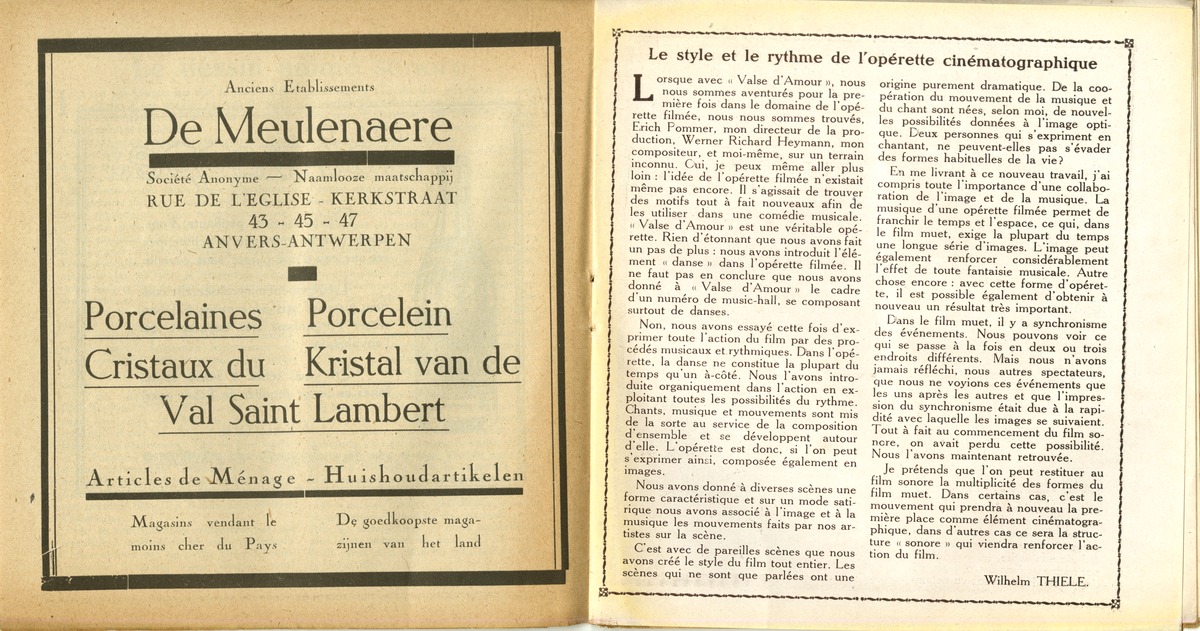 Anciens Etablissements
De Meulenaere
Société Anonyme — Naamlooze maatschappij
RUE DE L'EGLISE - KERKSTRAAT
43 - 45 - 47
ANVERS-ANTWERPEN
Porcelaines Porcelein
Cristaux du Kristal van de
Val Saint Lambert
Articles de Ménage - Huishoudartikelen
Magasins vendant le
moins cher du Pays
De goedkoopste maga-
zijnen van het land
Le style et le rythme de l'opérette cinématographique
Lorsque avec « Valse d'Amour », nous
nous sommes aventurés pour la pre-
mière fois dans le domaine de l'opé-
rette filmée, nous nous sommes trouvés,
Erich Pommer, mon directeur de la pro-
duction, Werner Richard Heymann, mon
compositeur, et moi-même, sur un terrain
inconnu. Oui, je peux même aller plus
loin : l'idée de l'opérette filmée n'existait
même pas encore. Il s'agissait de trouver
des motifs tout à fait nouveaux afin de
les utiliser dans une comédie musicale.
« Valse d'Amour » est une véritable opé-
rette. Rien d'étonnant que nous avons fait
un pas de plus : nous avons introduit l'élé-
ment « danse » dans l'opérette filmée. Il
ne faut pas en conclure que nous avons
donné à « Valse d'Amour » le cadre
d'un numéro de music-hall, se composant
surtout de danses.
Non, nous avons essayé cette fois d'ex-
primer toute l'action du film par des pro-
cédés musicaux et rythmiques. Dans l'opé-
rette, la danse ne constitue la plupart du
temps qu'un à-côté. Nous l'avons intro-
duite organiquement dans l'action en ex-
ploitant toutes les possibilités du rythme.
Chants, musique et mouvements sont mis
de la sorte au service de la composition
d'ensemble et se développent autour
d'elle. L'opérette est donc, si l'on peut
s'exprimer ainsi, composée également en
images.
Nous avons donné à diverses scènes une
forme caractéristique et sur un mode sati-
rique nous avons associé à l'image et à la
musique les mouvements faits par nos ar-
tistes sur la scène.
C'est avec de pareilles scènes que nous
avons créé le style du film tout entier. Les
scènes qui ne sont que parlées ont une
origine purement dramatique. De la coo-
pération du mouvement de la musique et
du chant sont nées, selon moi, de nouvel-
les possibilités données à l'image opti-
que. Deux personnes qui s'expriment en
chantant, ne peuvent-elles pas s'évader
des formes habituelles de la vie?
En me livrant à ce nouveau travail, j'ai
compris toute l'importance d'une collabo-
ration de l'image et de la musique. La
musique d'une opérette filmée permet de
franchir le temps et l'espace, ce qui, dans
le film muet, exige la plupart du temps
une longue série d'images. L'image peut
également renforcer considérablement
l'effet de toute fantaisie musicale. Autre
chose encore : avec cette forme d'opéret-
te, il est possible également d'obtenir à
nouveau un résultat très important.
Dans le film muet, il y a synchronisme
des événements. Nous pouvons voir ce
qui se passe à la fois en deux ou trois
endroits différents. Mais nous n'avons
jamais réfléchi, nous autres spectateurs,
que nous ne voyions ces événements que
les uns après les autres et que l'impres-
sion du synchronisme était due à la rapi-
dité avec laquelle les images se suivaient.
Tout à fait au commencement du film so-
nore, on avait perdu cette possibilité.
Nous l'avons maintenant retrouvée.
Je prétends que l'on peut restituer au
film sonore la multiplicité des formes du
film muet. Dans certains cas, c'est le
mouvement qui prendra à nouveau la pre-
mière place comme élément cinématogra-
phique, dans d'autres cas ce sera la struc-
ture « sonore » qui viendra renforcer l'ac-
tion du film.
Wilhelm THIELE.